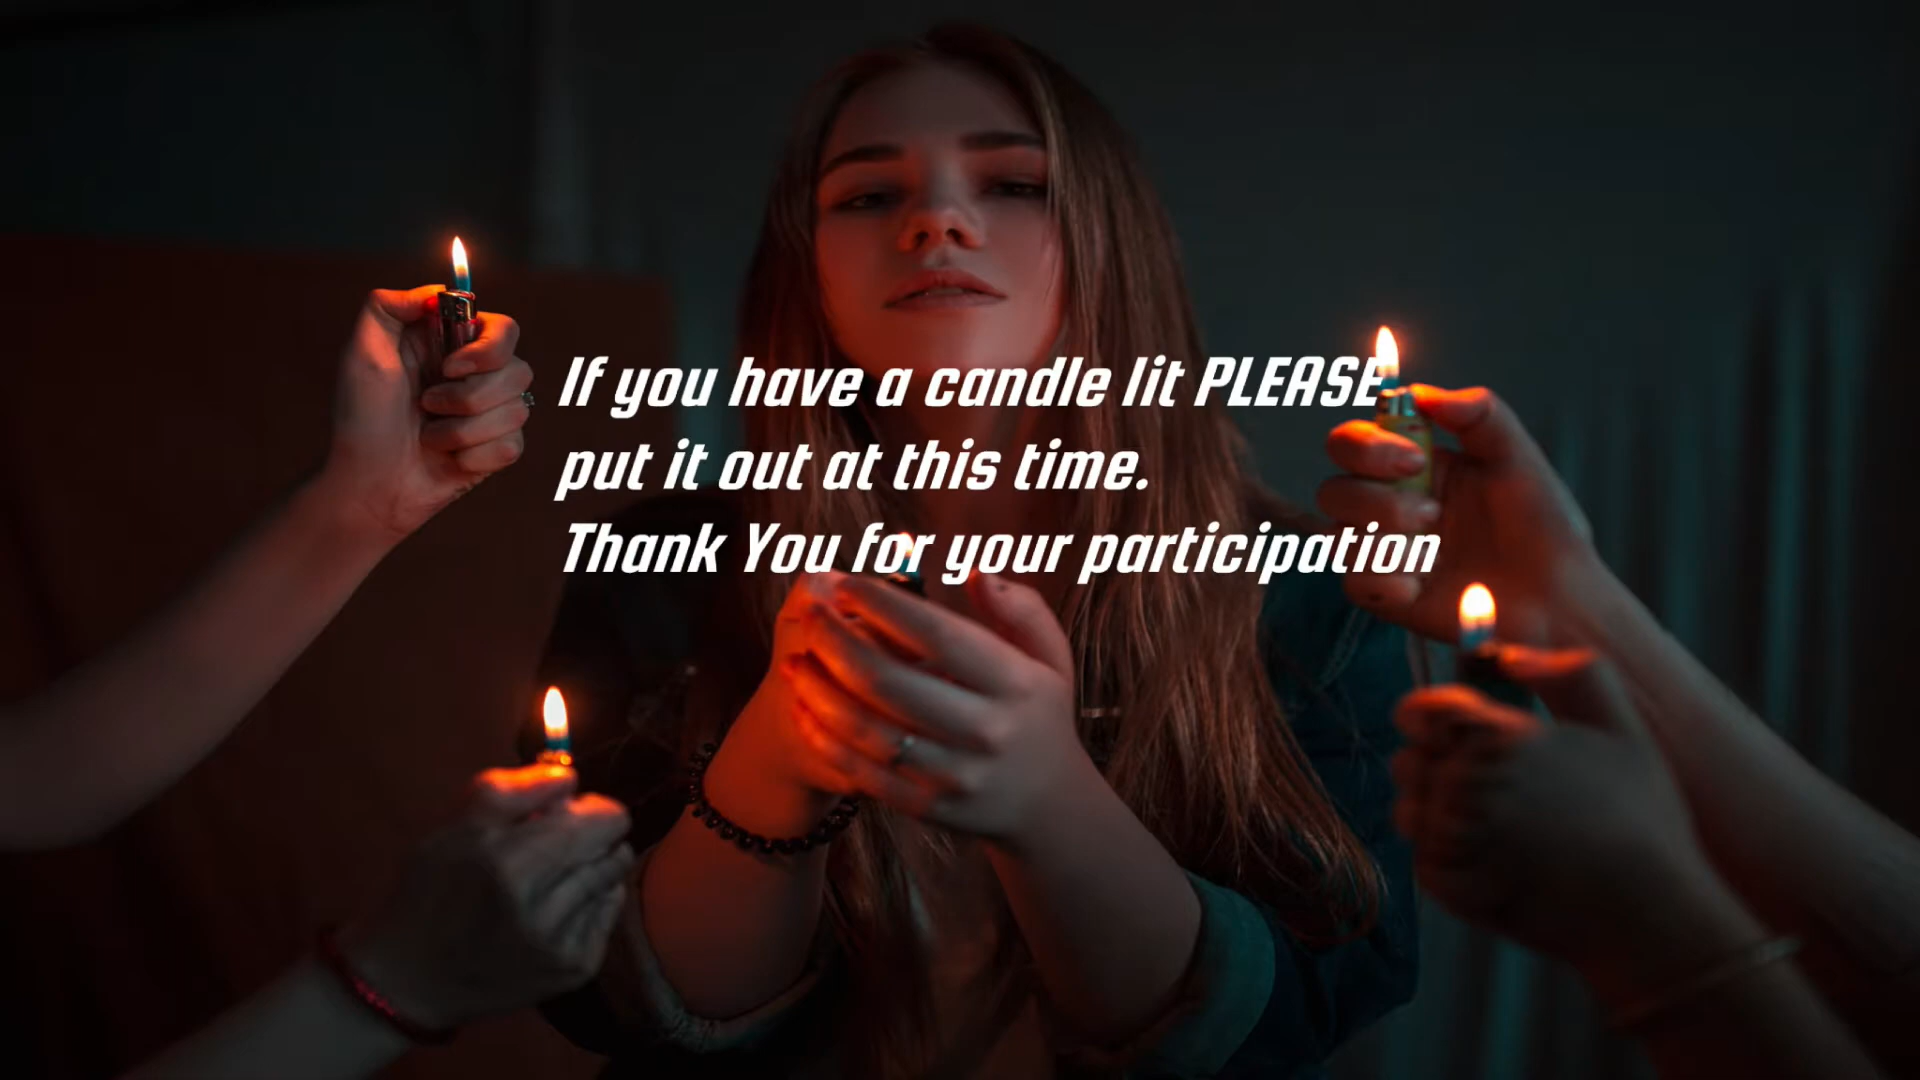 If you have a candle lit PLEASE
put it out at this time.
Thank You for your participation